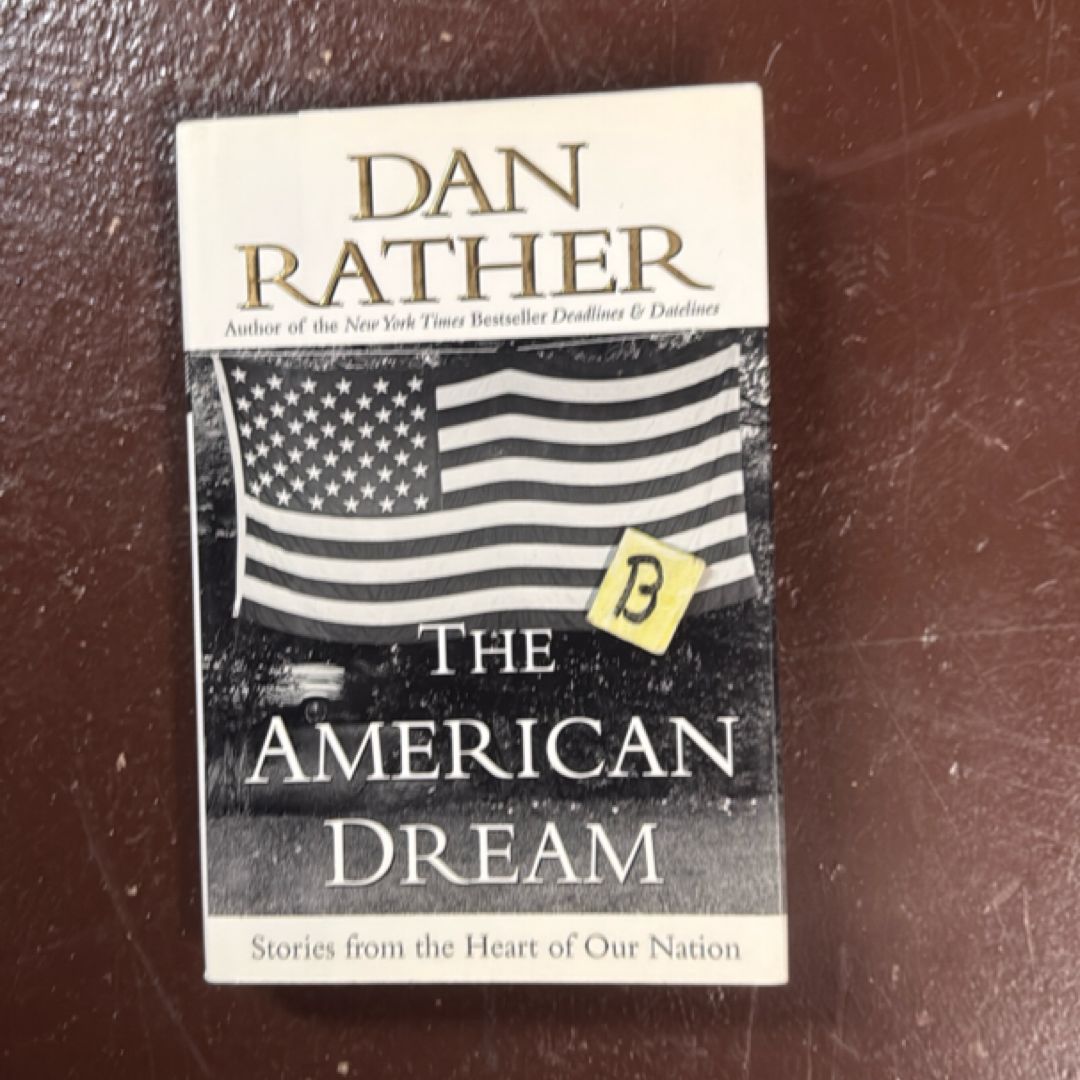 DAN
RATHER
Author of the New York Times Bestseller Deadlines & Datelines
B
THE
AMERICAN
DREAM
Stories from the Heart of Our Nation